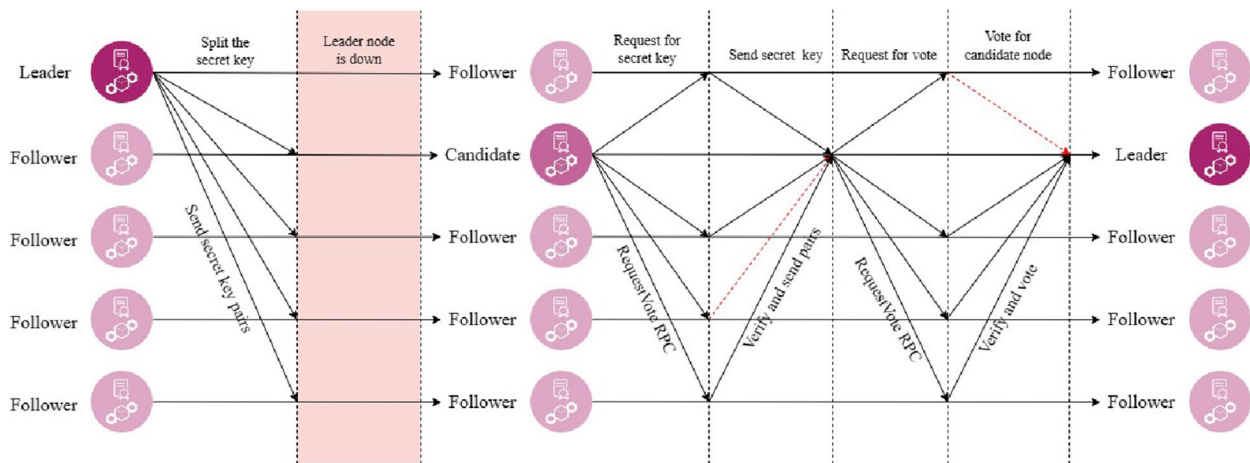 Split the
secret key
Leader node
is down
Request for
secret key
Send secret key
Request for vote
Vote for
candidate node
Leader
Follower
Follower
Follower
Candidate
Leader
Follower
Follower
Follower
Follower
Follower
Follower
Follower
Follower
Follower
Send secret key pairs
RequestVote RPC
Verify and send pairs
RequestVote RPC
Verify and vote